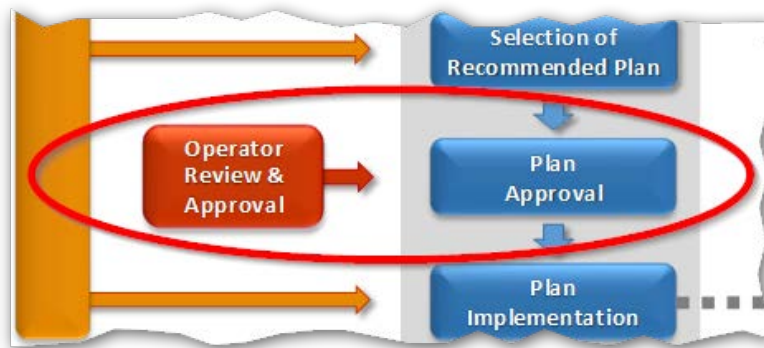 Selection of
Recommended Plan
Operator
Review &
Approval
Plan
Approval
Plan
Implementation